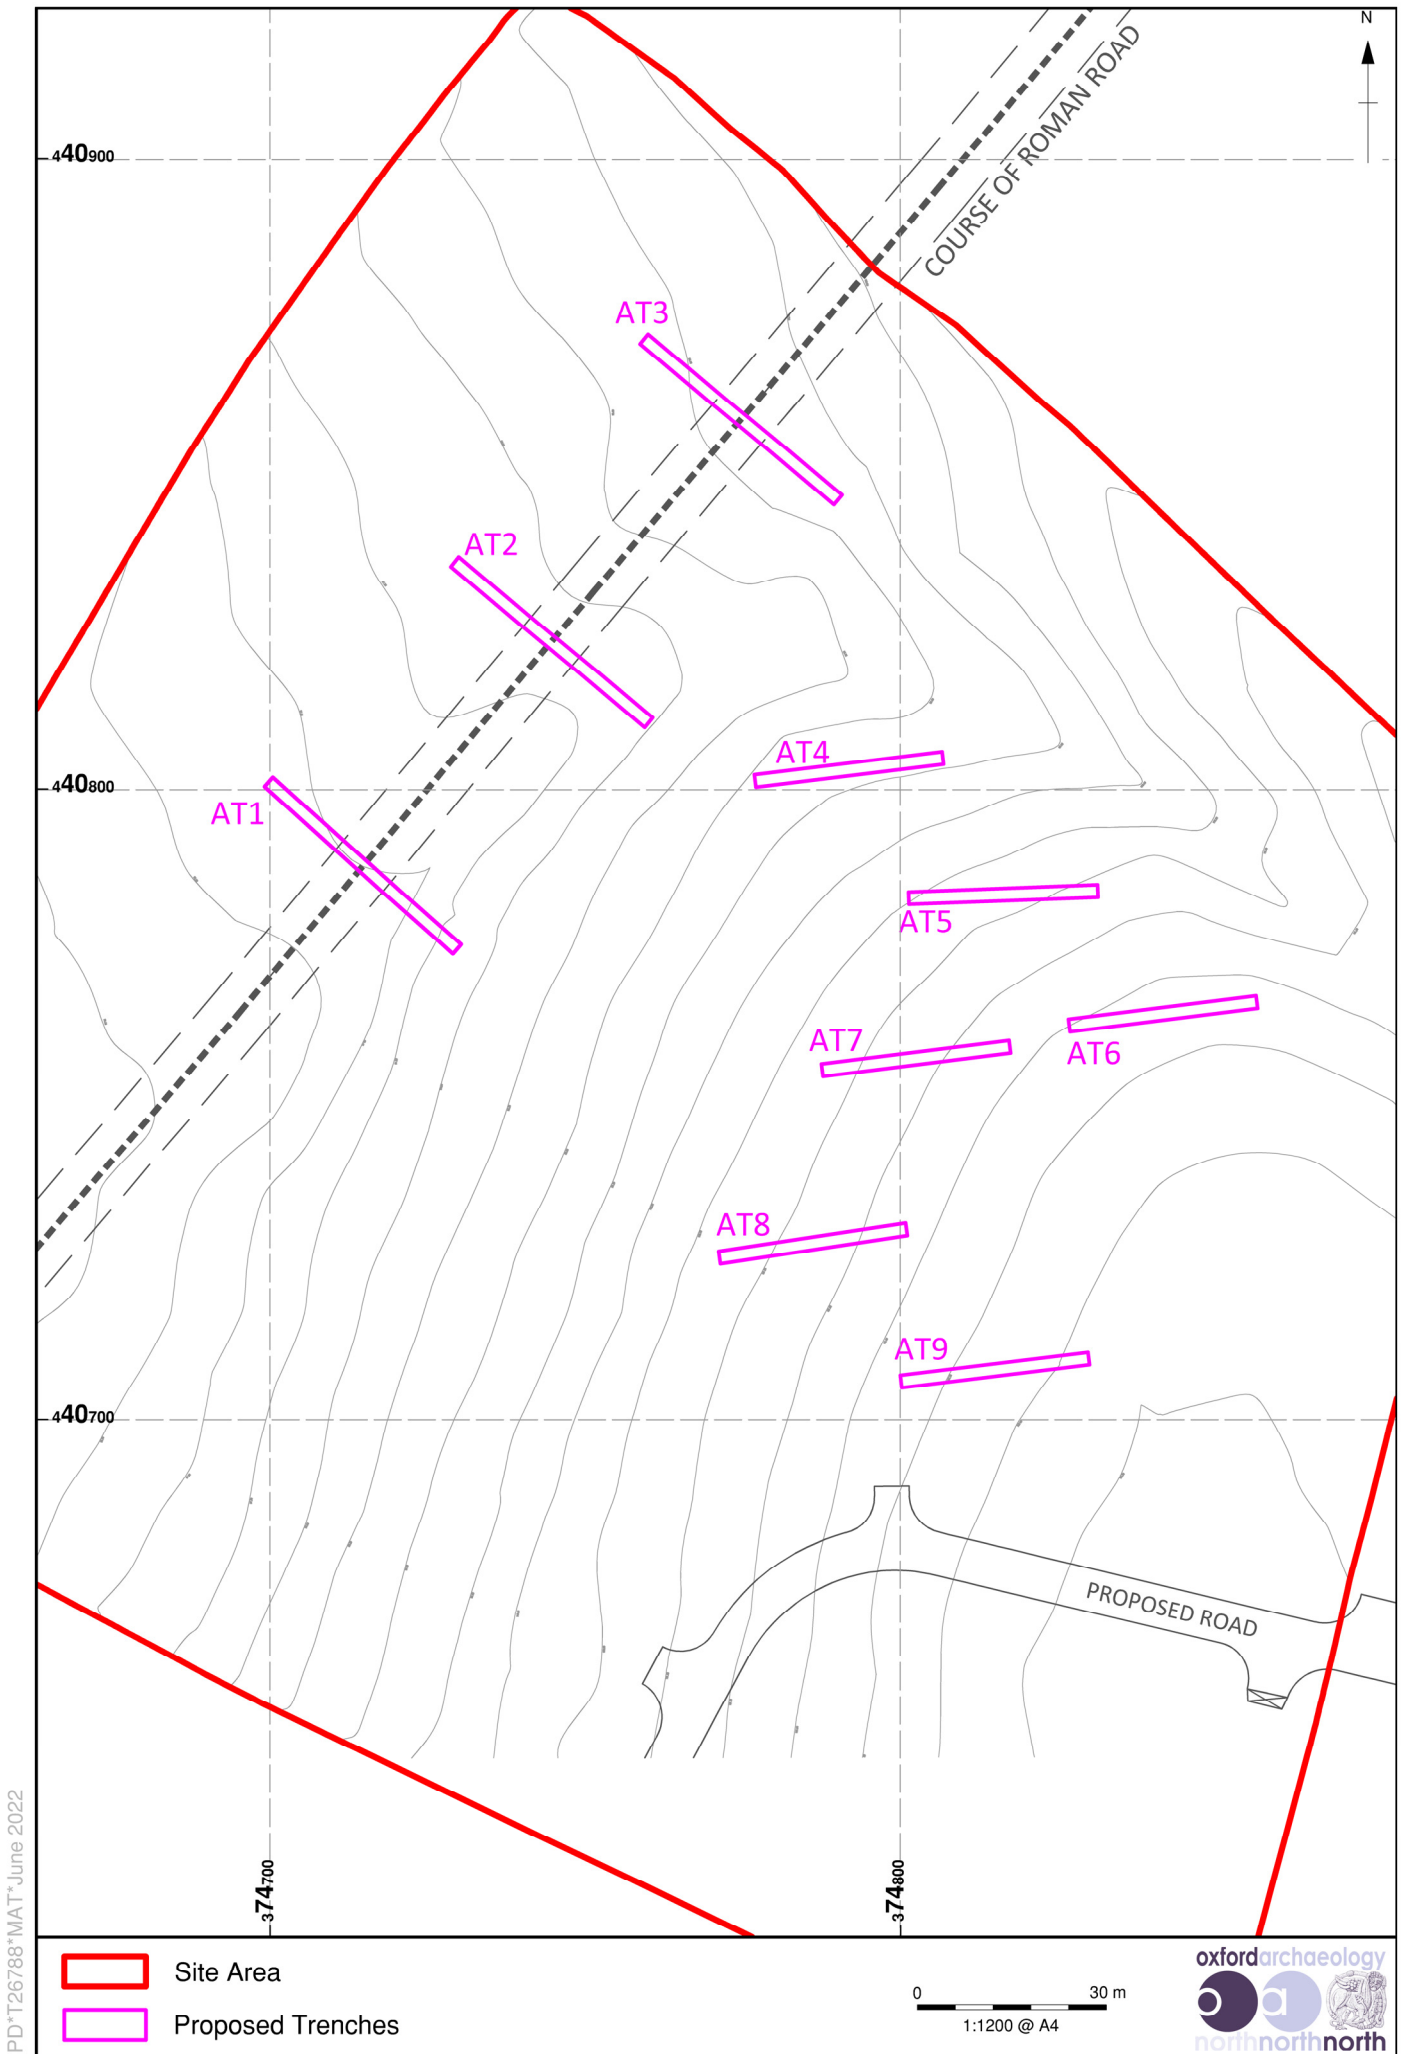 N
COURSE OF ROMAN ROAD
440900
AT3
AT2
AT4
440800
AT1
AT5
AT7
AT6
AT8
AT9
440700
PROPOSED ROAD
374700
374800
PD*T26788*MAT*June 2022
Site Area
Proposed Trenches
0 30 m
1:1200 @ A4
oxfordarchaeology
o a
northnorthnorth